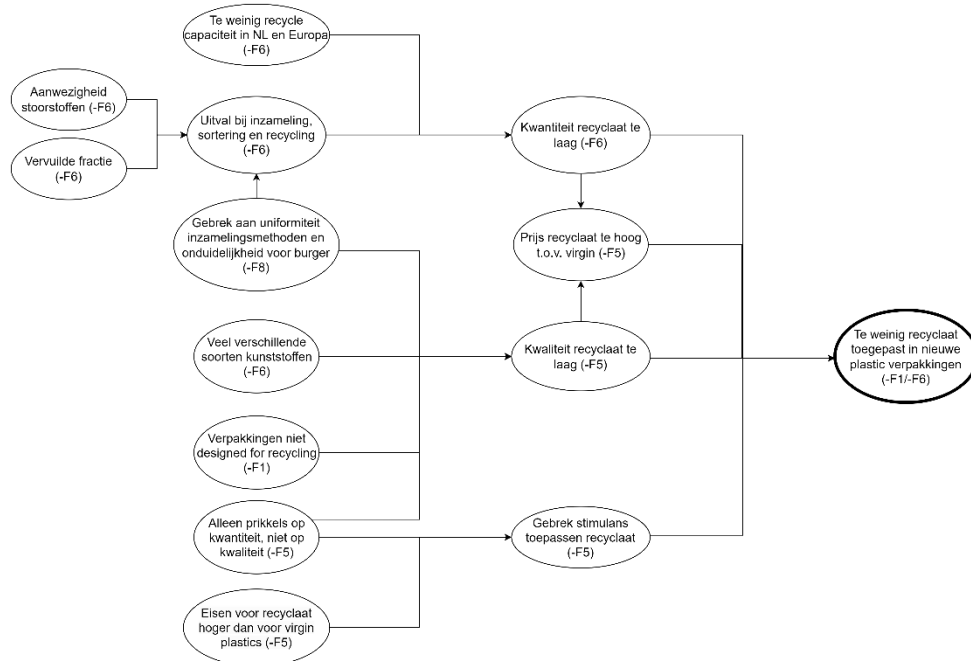 Te weinig recycle
capaciteit in NL en Europa
(-F6)
Aanwezigheid
stoorstoffen (-F6)
Vervuilde fractie
(-F6)
Uitval bij inzameling,
sortering en recycling
(-F6)
Kwantiteit recyclaat te
laag (-F6)
Gebrek aan uniformiteit
inzamelingsmethoden en
onduidelijkheid voor burger
(-F8)
Prijs recyclaat te hoog
t.o.v. virgin (-F5)
Veel verschillende
soorten kunststoffen
(-F6)
Kwaliteit recyclaat te
laag (-F5)
Te weinig recyclaat
toegepast in nieuwe
plastic verpakkingen
(-F1/-F6)
Verpakkingen niet
designed for recycling
(-F1)
Alleen prikkels op
kwantiteit, niet op
kwaliteit (-F5)
Gebrek stimulans
toepassen recyclaat
(-F5)
Eisen voor recyclaat
hoger dan voor virgin
plastics (-F5)